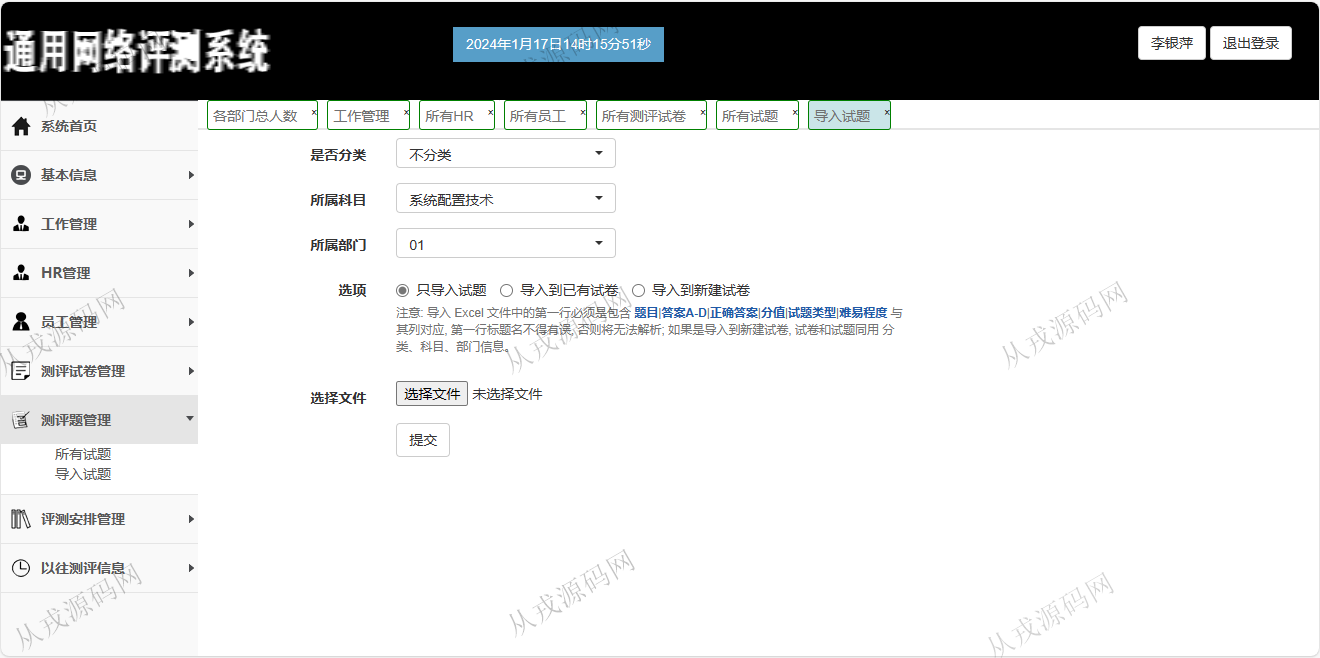 通用网络评测系统
2024年1月17日14时15分51秒
李银萍
退出登录
各部门总人数 x
工作管理 x
所有HR x
所有员工 x
所有测评试卷 x
所有试题 x
导入试题 x
系统首页
基本信息
工作管理
HR管理
员工管理
测评试卷管理
测评题管理
所有试题
导入试题
评测安排管理
以往测评信息
是否分类 不分类
所属科目 系统配置技术
所属部门 01
选项 只导入试题 导入到已有试卷 导入到新建试卷
注意: 导入 Excel 文件中的第一行必须是包含 题目|答案A-D|正确答案|分值|试题类型|难易程度 与
其列对应, 第一行标题名不得有误, 否则将无法解析; 如果是导入到新建试卷, 试卷和试题同用 分
类、科目、部门信息。
选择文件 选择文件 未选择文件
提交
从戎源码网
从戎源码网
从戎源码网
从戎源码网
从戎源码网
从戎源码网